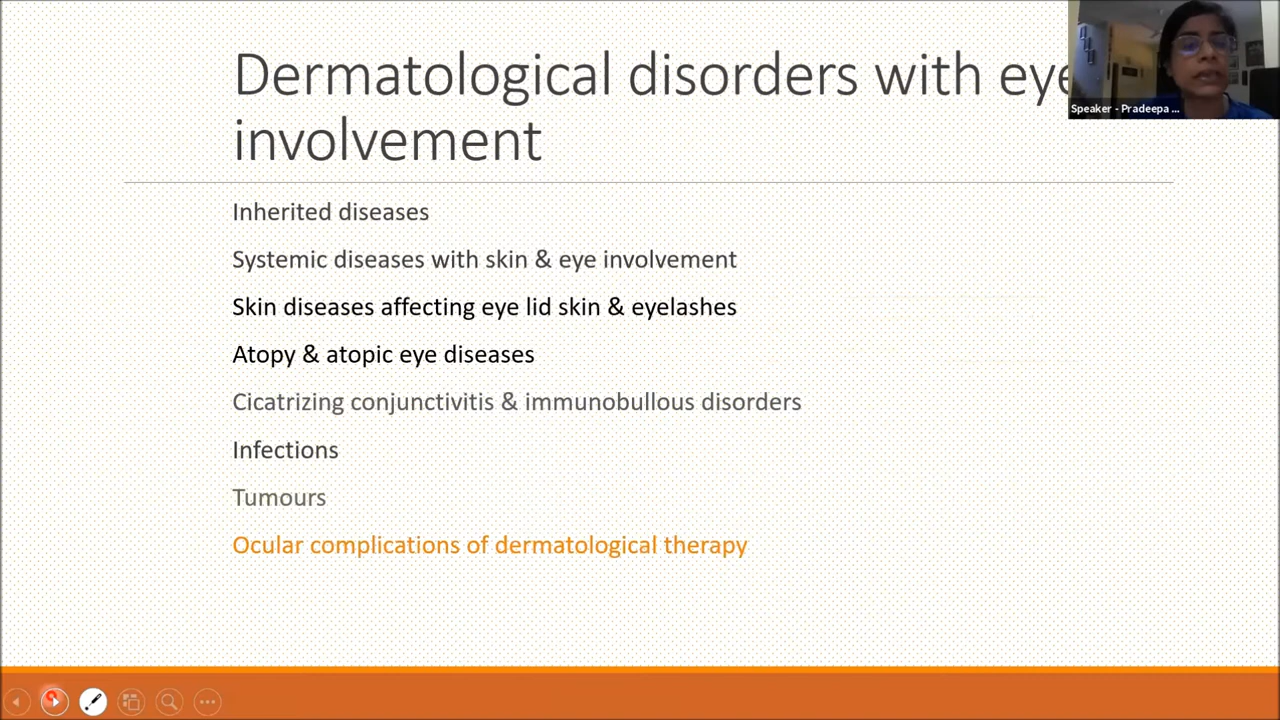 Dermatological disorders with eye
involvement
Speaker - Pradeepa ...
Inherited diseases
Systemic diseases with skin & eye involvement
Skin diseases affecting eye lid skin & eyelashes
Atopy & atopic eye diseases
Cicatrizing conjunctivitis & immunobullous disorders
Infections
Tumours
Ocular complications of dermatological therapy